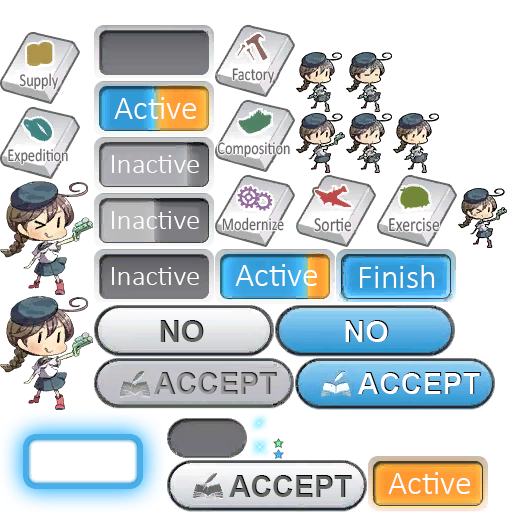 Supply
Factory
Active
Expedition
Inactive
Composition
Inactive
Modernize
Sortie
Exercise
Inactive
Active
Finish
NO
NO
ACCEPT
ACCEPT
ACCEPT
Active